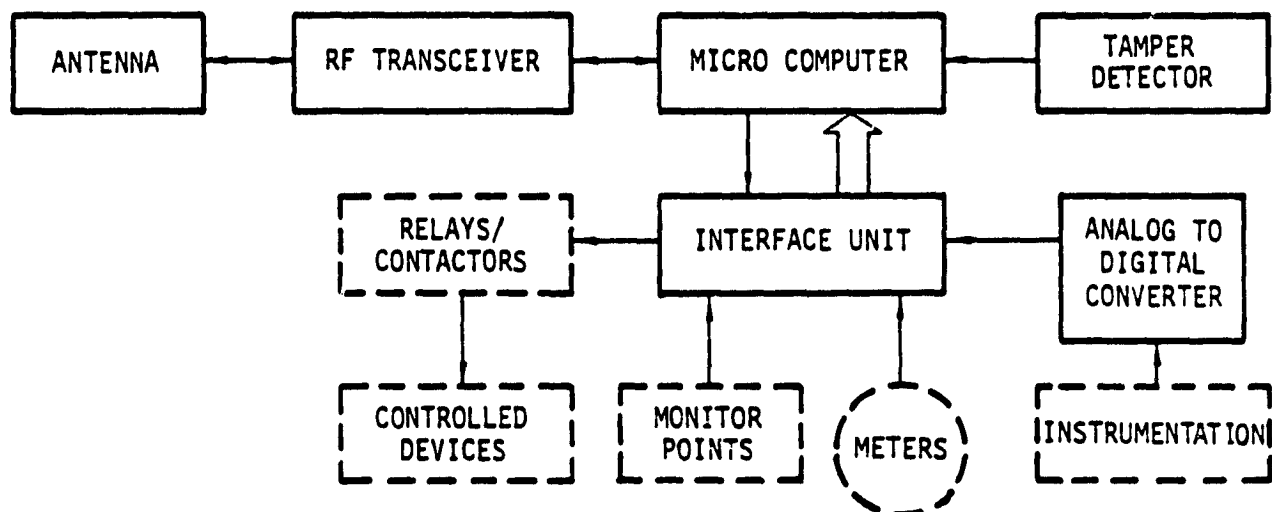 ANTENNA
RF TRANSCEIVER
MICRO COMPUTER
TAMPER
DETECTOR
RELAYS/
CONTACTORS
INTERFACE UNIT
ANALOG TO
DIGITAL
CONVERTER
CONTROLLED
DEVICES
MONITOR
POINTS
METERS
INSTRUMENTATION